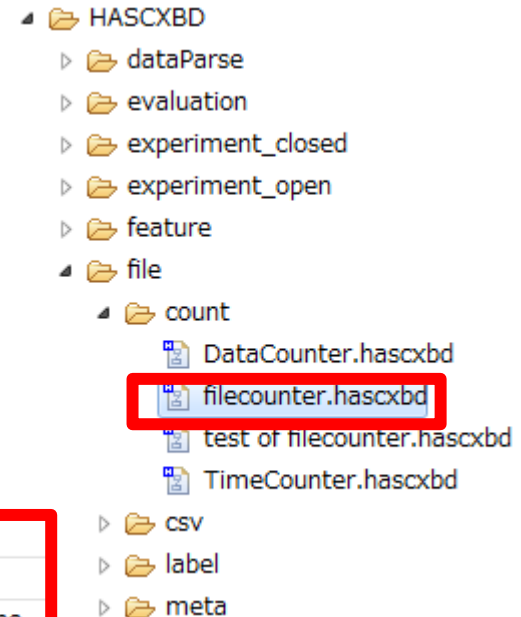 HASCXBD
dataParse
evaluation
experiment_closed
experiment_open
feature
file
count
DataCounter.hascxbd
filecounter.hascxbd
test of filecounter.hascxbd
TimeCounter.hascxbd
csv
label
meta